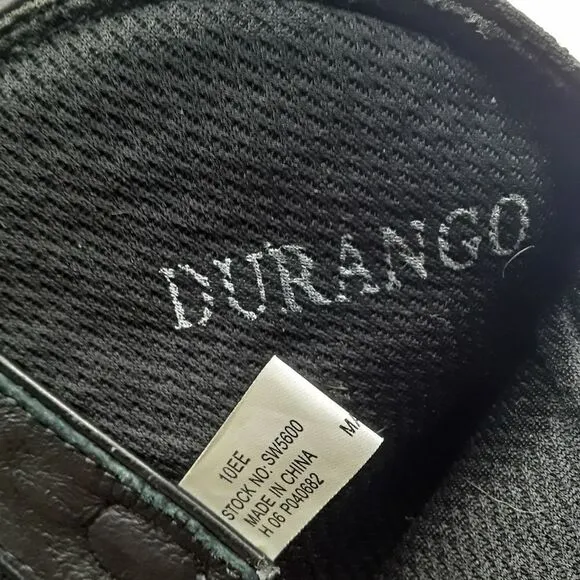 DURANGO
10EE
STOCK NO: SW5600
MADE IN CHINA
H 06 P040682